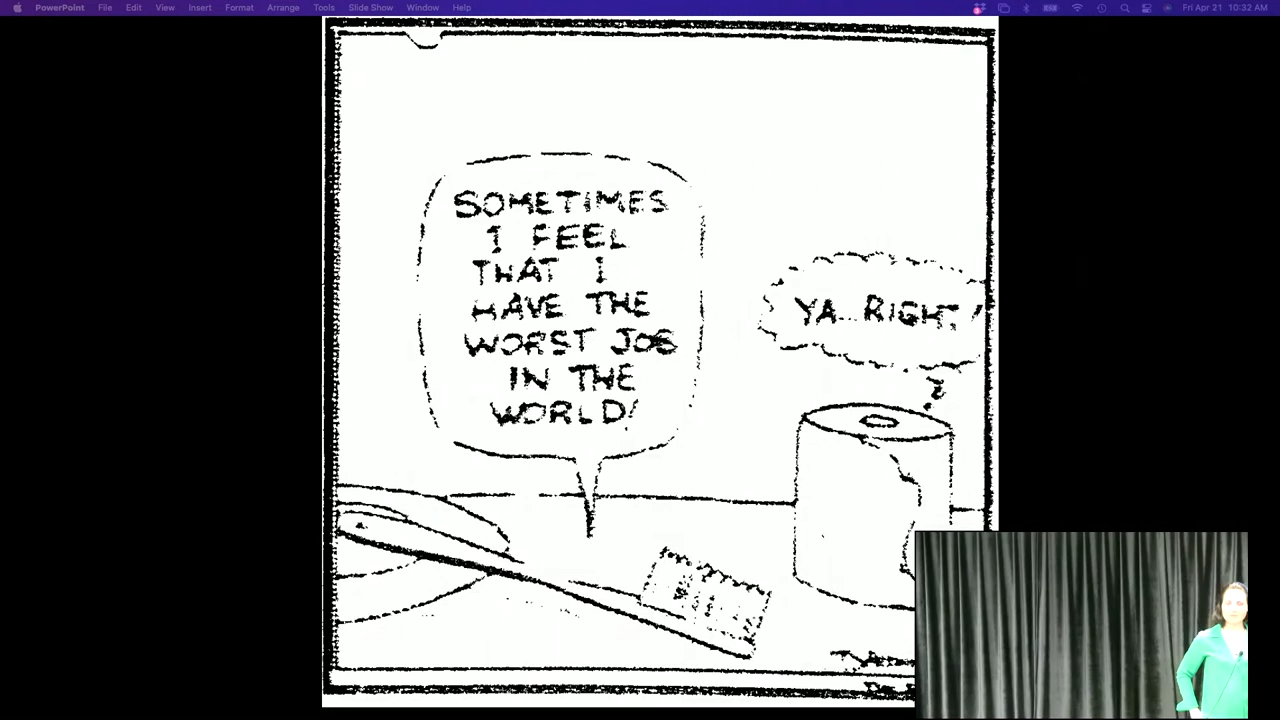 PowerPoint File Edit View Insert Format Arrange Tools Slide Show Window Help Fri Apr 21 10:32 AM
SOMETIMES
I FEEL
THAT I
HAVE THE
WORST JOB
IN THE
WORLD!
YA... RIGHT!